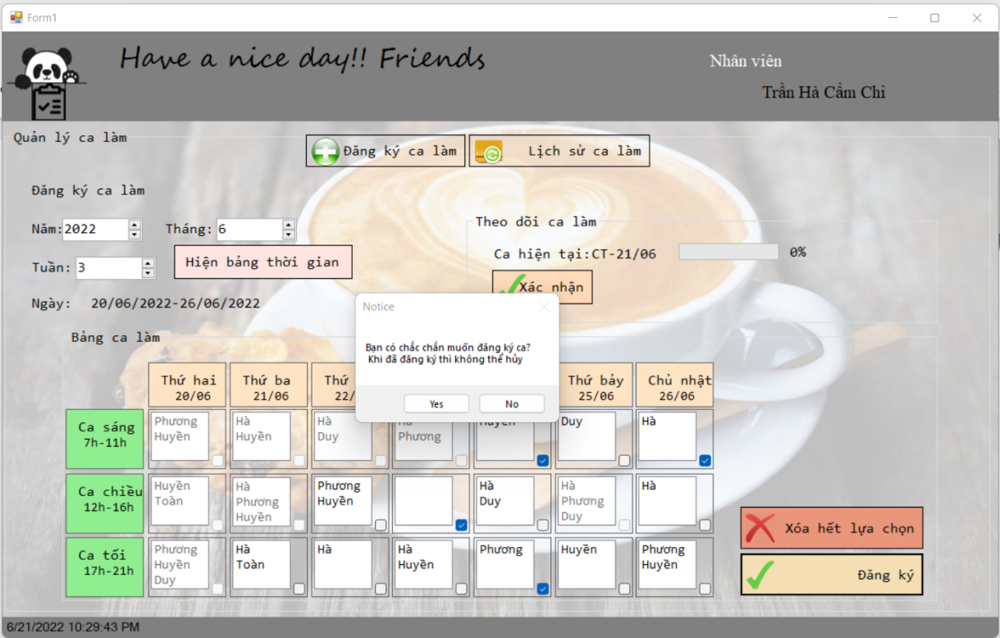 Form1
Have a nice day!! Friends
Nhân viên
Trần Hà Cẩm Chi
Quản lý ca làm
Đăng ký ca làm
Lịch sử ca làm
Đăng ký ca làm
Năm: 2022
Tháng: 6
Tuần: 3
Hiện bảng thời gian
Ngày: 20/06/2022-26/06/2022
Theo dõi ca làm
Ca hiện tại:CT-21/06
0%
Xác nhận
Notice
Bạn có chắc chắn muốn đăng ký ca?
Khi đã đăng ký thì không thể hủy
Yes
No
Bảng ca làm
Thứ hai
20/06
Thứ ba
21/06
Thứ
22/
Thứ bảy
25/06
Chủ nhật
26/06
Ca sáng
7h-11h
Phương
Huyền
Hà
Huyền
Hà
Duy
Hà
Phương
Huyền
Duy
Hà
Ca chiều
12h-16h
Huyền
Toàn
Hà
Phương
Huyền
Phương
Huyền
Hà
Duy
Hà
Phương
Duy
Hà
Ca tối
17h-21h
Phương
Huyền
Duy
Hà
Toàn
Hà
Hà
Huyền
Phương
Huyền
Phương
Huyền
Xóa hết lựa chọn
Đăng ký
6/21/2022 10:29:43 PM